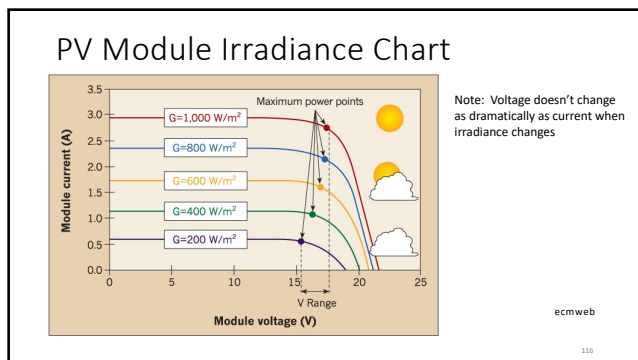 PV Module Irradiance Chart
Note: Voltage doesn't change
as dramatically as current when
irradiance changes
Maximum power points
G=1,000 W/m²
G=800 W/m²
G=600 W/m²
G=400 W/m²
G=200 W/m²
Module current (A)
3.5
3.0
2.5
2.0
1.5
1.0
0.5
0.0
0
5
10
15
20
25
V Range
Module voltage (V)
ecmweb
116